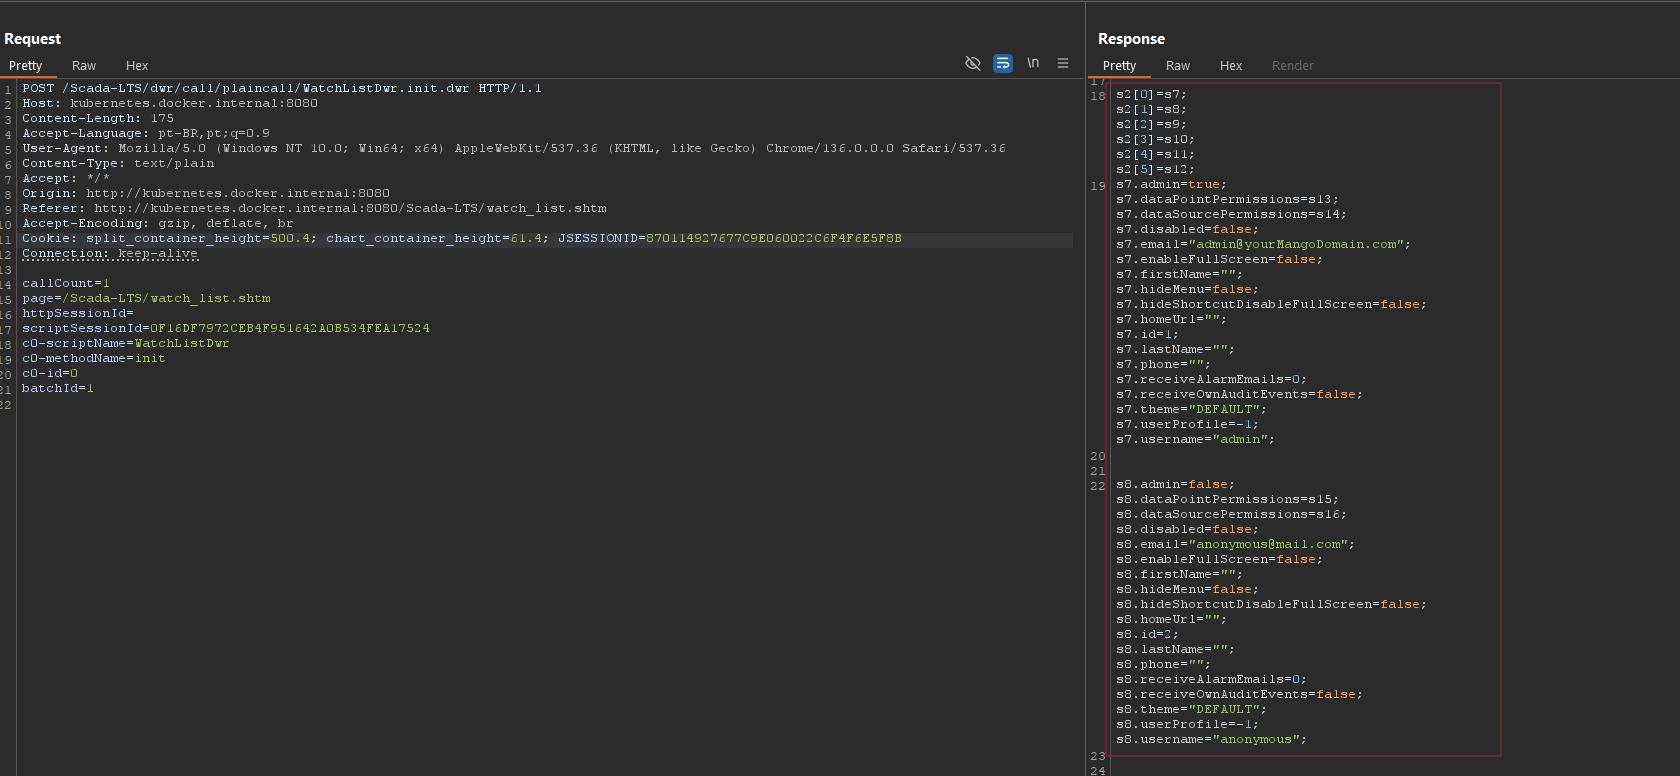 Request
Pretty Raw Hex
\n
1 POST /Scada-LTS/dwr/call/plaincall/WatchListDwr.init.dwr HTTP/1.1
2 Host: kubernetes.docker.internal:8080
3 Content-Length: 175
4 Accept-Language: pt-BR,pt;q=0.9
5 User-Agent: Mozilla/5.0 (Windows NT 10.0; Win64; x64) AppleWebKit/537.36 (KHTML, like Gecko) Chrome/136.0.0.0 Safari/537.36
6 Content-Type: text/plain
7 Accept: */*
8 Origin: http://kubernetes.docker.internal:8080
9 Referer: http://kubernetes.docker.internal:8080/Scada-LTS/watch_list.shtm
10 Accept-Encoding: gzip, deflate, br
11 Cookie: split_container_height=500.4; chart_container_height=61.4; JSESSIONID=870114927677C9E060022C6F4F6E5F8B
12 Connection: keep-alive
13
14 callCount=1
15 page=/Scada-LTS/watch_list.shtm
16 httpSessionId=
17 scriptSessionId=0F16DF7972CEB4F951642A0B534FEA17524
18 c0-scriptName=WatchListDwr
19 c0-methodName=init
20 c0-id=0
21 batchId=1
22
Response
Pretty Raw Hex Render
17
18 s2[0]=s7;
s2[1]=s8;
s2[2]=s9;
s2[3]=s10;
s2[4]=s11;
s2[5]=s12;
19 s7.admin=true;
s7.dataPointPermissions=s13;
s7.dataSourcePermissions=s14;
s7.disabled=false;
s7.email="admin@yourMangoDomain.com";
s7.enableFullScreen=false;
s7.firstName="";
s7.hideMenu=false;
s7.hideShortcutDisableFullScreen=false;
s7.homeUrl="";
s7.id=1;
s7.lastName="";
s7.phone="";
s7.receiveAlarmEmails=0;
s7.receiveOwnAuditEvents=false;
s7.theme="DEFAULT";
s7.userProfile=-1;
s7.username="admin";
20
21
22 s8.admin=false;
s8.dataPointPermissions=s15;
s8.dataSourcePermissions=s16;
s8.disabled=false;
s8.email="anonymous@mail.com";
s8.enableFullScreen=false;
s8.firstName="";
s8.hideMenu=false;
s8.hideShortcutDisableFullScreen=false;
s8.homeUrl="";
s8.id=2;
s8.lastName="";
s8.phone="";
s8.receiveAlarmEmails=0;
s8.receiveOwnAuditEvents=false;
s8.theme="DEFAULT";
s8.userProfile=-1;
s8.username="anonymous";
23
24